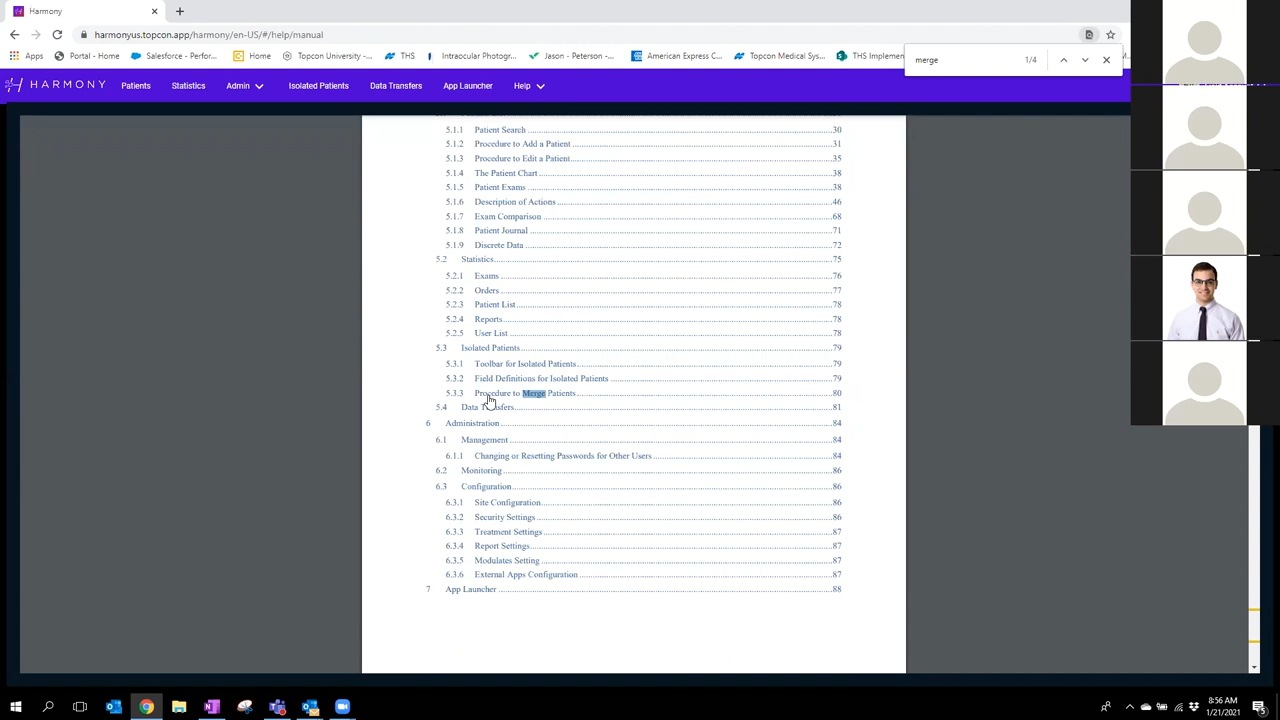 Harmony
harmonyus.topcon.app/harmony/en-US/#/help/manual
Apps
Portal - Home
Salesforce - Perfor...
Home
Topcon University -...
THS
Intraocular Photogr...
Jason - Peterson -...
American Express C...
Topcon Medical Sys...
THS Implem
merge 1/4
HARMONY
Patients
Statistics
Admin
Isolated Patients
Data Transfers
App Launcher
Help
5.1.1 Patient Search 30
5.1.2 Procedure to Add a Patient 31
5.1.3 Procedure to Edit a Patient 35
5.1.4 The Patient Chart 38
5.1.5 Patient Exams 38
5.1.6 Description of Actions 46
5.1.7 Exam Comparison 68
5.1.8 Patient Journal 71
5.1.9 Discrete Data 72
5.2 Statistics 75
5.2.1 Exams 76
5.2.2 Orders 77
5.2.3 Patient List 78
5.2.4 Reports 78
5.2.5 User List 78
5.3 Isolated Patients 79
5.3.1 Toolbar for Isolated Patients 79
5.3.2 Field Definitions for Isolated Patients 79
5.3.3 Procedure to Merge Patients 80
5.4 Data Transfers 81
6 Administration 84
6.1 Management 84
6.1.1 Changing or Resetting Passwords for Other Users 84
6.2 Monitoring 86
6.3 Configuration 86
6.3.1 Site Configuration 86
6.3.2 Security Settings 86
6.3.3 Treatment Settings 87
6.3.4 Report Settings 87
6.3.5 Modulates Setting 87
6.3.6 External Apps Configuration 87
7 App Launcher 88
8:56 AM
1/21/2021